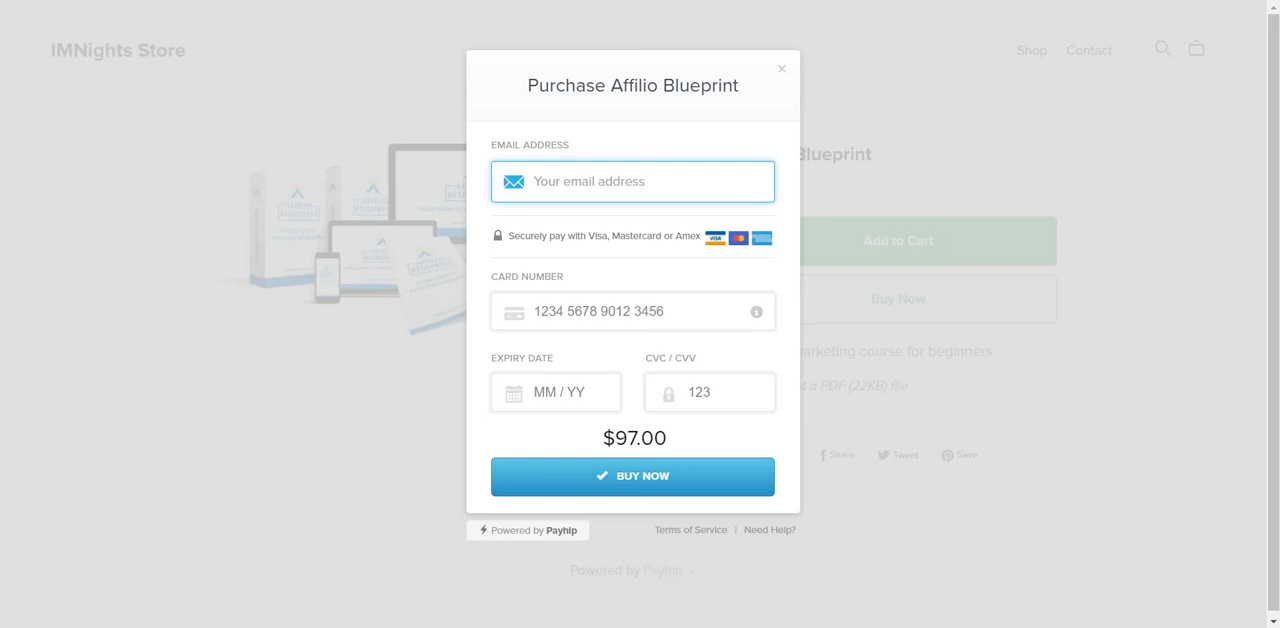 IMNights Store
Shop
Contact
Purchase Affilio Blueprint
EMAIL ADDRESS
Your email address
Securely pay with Visa, Mastercard or Amex
VISA
CARD NUMBER
1234 5678 9012 3456
EXPIRY DATE
CVC / CVV
MM / YY
123
$97.00
BUY NOW
Powered by Payhip
Terms of Service | Need Help?
Blueprint
Add to Cart
Buy Now
arketing course for beginners.
t a PDF (22KB) file
Share
Tweet
Save
Powered by Payhip